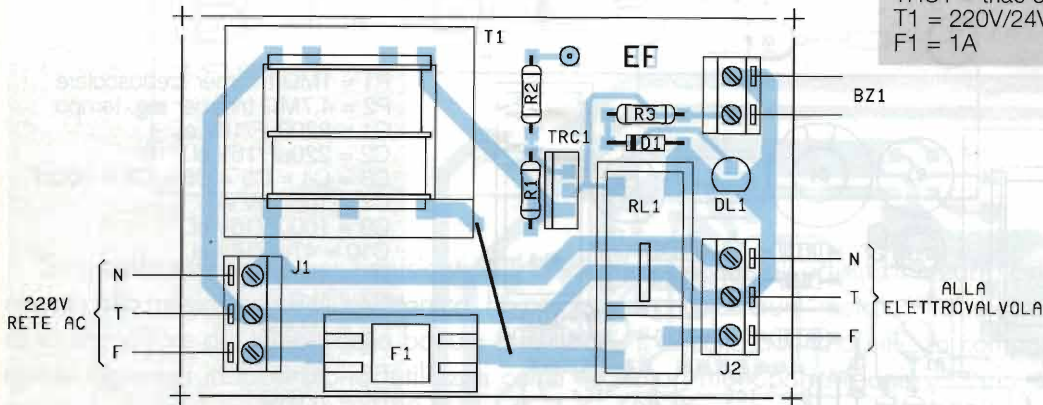 T1 = 220V/24V
F1 = 1A
T1
EF
R2
R3
TRC1
D1
BZ1
R1
RL1
DL1
J1
N
T
F
220V
RETE AC
N
T
F
ALLA
ELETTROVALVOLA
F1
J2